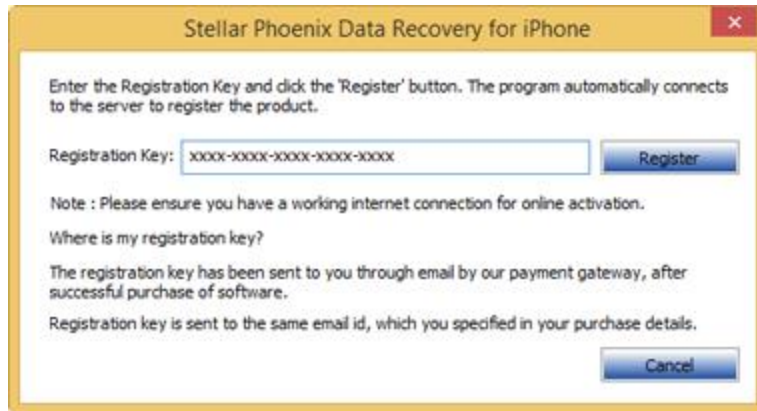 Stellar Phoenix Data Recovery for iPhone
Enter the Registration Key and click the 'Register' button. The program automatically connects
to the server to register the product.
Registration Key: xxxx-xxxx-xxxx-xxxx-xxxx Register
Note : Please ensure you have a working internet connection for online activation.
Where is my registration key?
The registration key has been sent to you through email by our payment gateway, after
successful purchase of software.
Registration key is sent to the same email id, which you specified in your purchase details.
Cancel